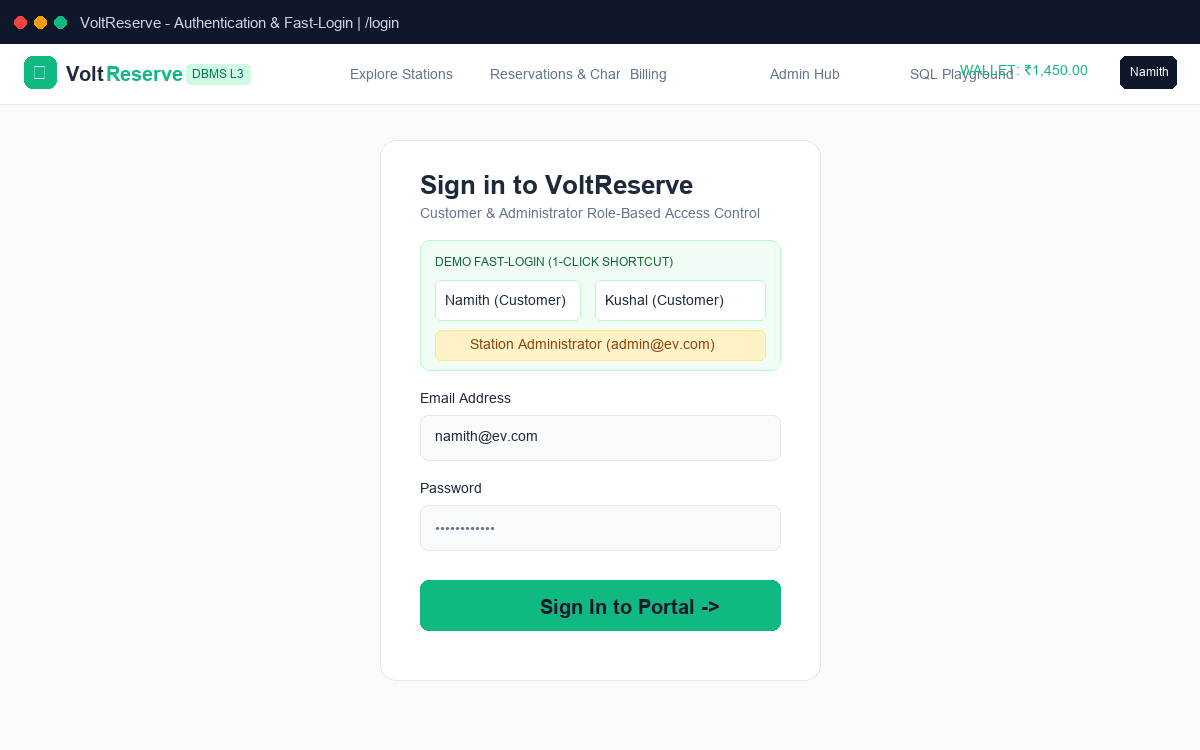 VoltReserve - Authentication & Fast-Login | /login
VoltReserve DBMS L3 Explore Stations Reservations & Char Billing Admin Hub SQL Playground WALLET: ₹1,450.00 Namith
Sign in to VoltReserve
Customer & Administrator Role-Based Access Control
DEMO FAST-LOGIN (1-CLICK SHORTCUT)
Namith (Customer) Kushal (Customer)
Station Administrator (admin@ev.com)
Email Address
namith@ev.com
Password
••••••••••••
Sign In to Portal ->